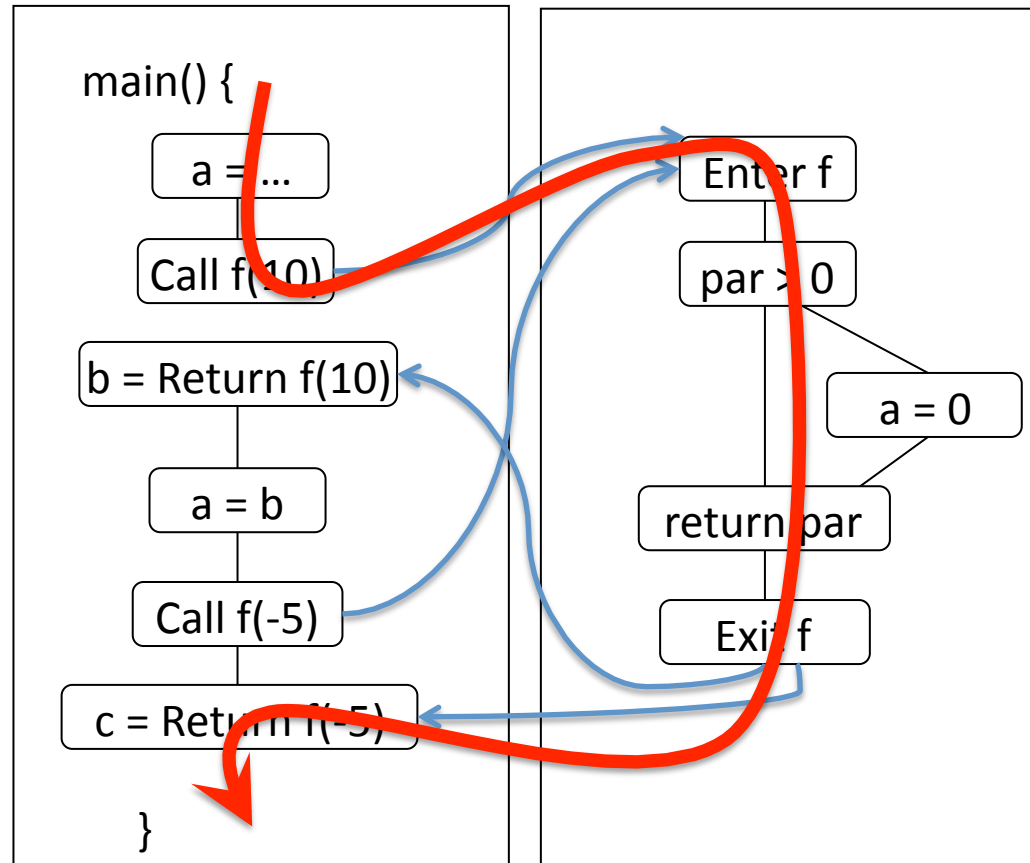 main() {
a = …
Call f(10)
b = Return f(10)
a = b
Call f(-5)
c = Return f(-5)
}
Enter f
par > 0
a = 0
return par
Exit f